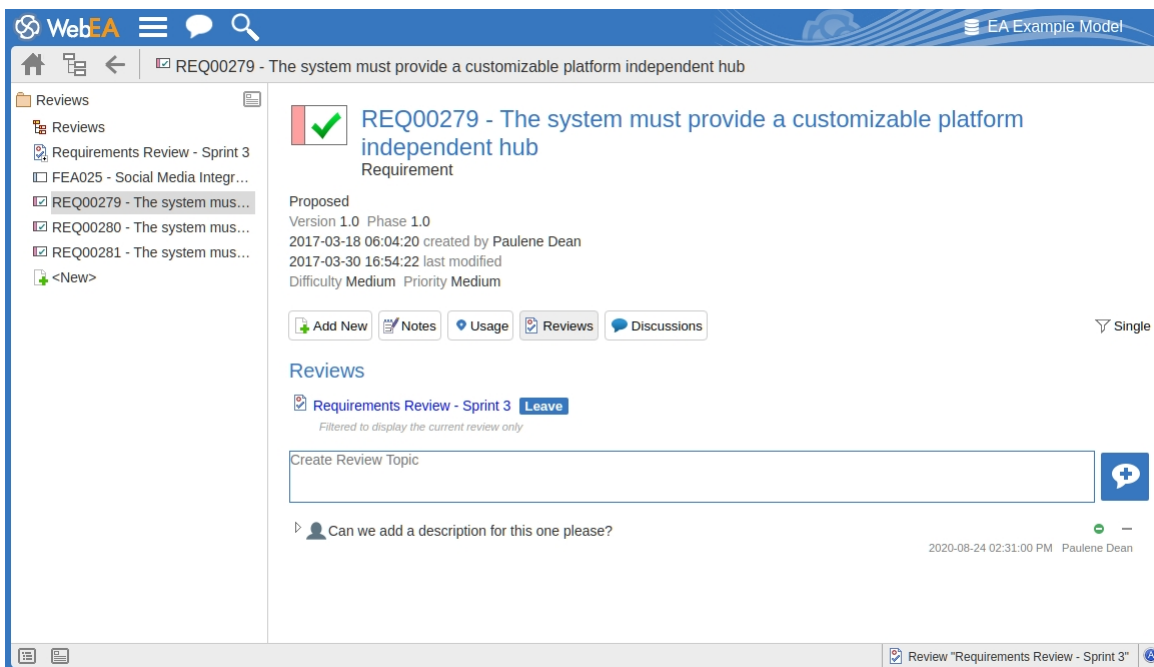 WebEA
EA Example Model
REQ00279 - The system must provide a customizable platform independent hub
Reviews
Reviews
Requirements Review - Sprint 3
FEA025 - Social Media Integr...
REQ00279 - The system mus...
REQ00280 - The system mus...
REQ00281 - The system mus...
<New>
REQ00279 - The system must provide a customizable platform
independent hub
Requirement
Proposed
Version 1.0 Phase 1.0
2017-03-18 06:04:20 created by Paulene Dean
2017-03-30 16:54:22 last modified
Difficulty Medium Priority Medium
Add New Notes Usage Reviews Discussions Single
Reviews
Requirements Review - Sprint 3 Leave
Filtered to display the current review only
Create Review Topic
Can we add a description for this one please?
2020-08-24 02:31:00 PM Paulene Dean
Review "Requirements Review - Sprint 3"